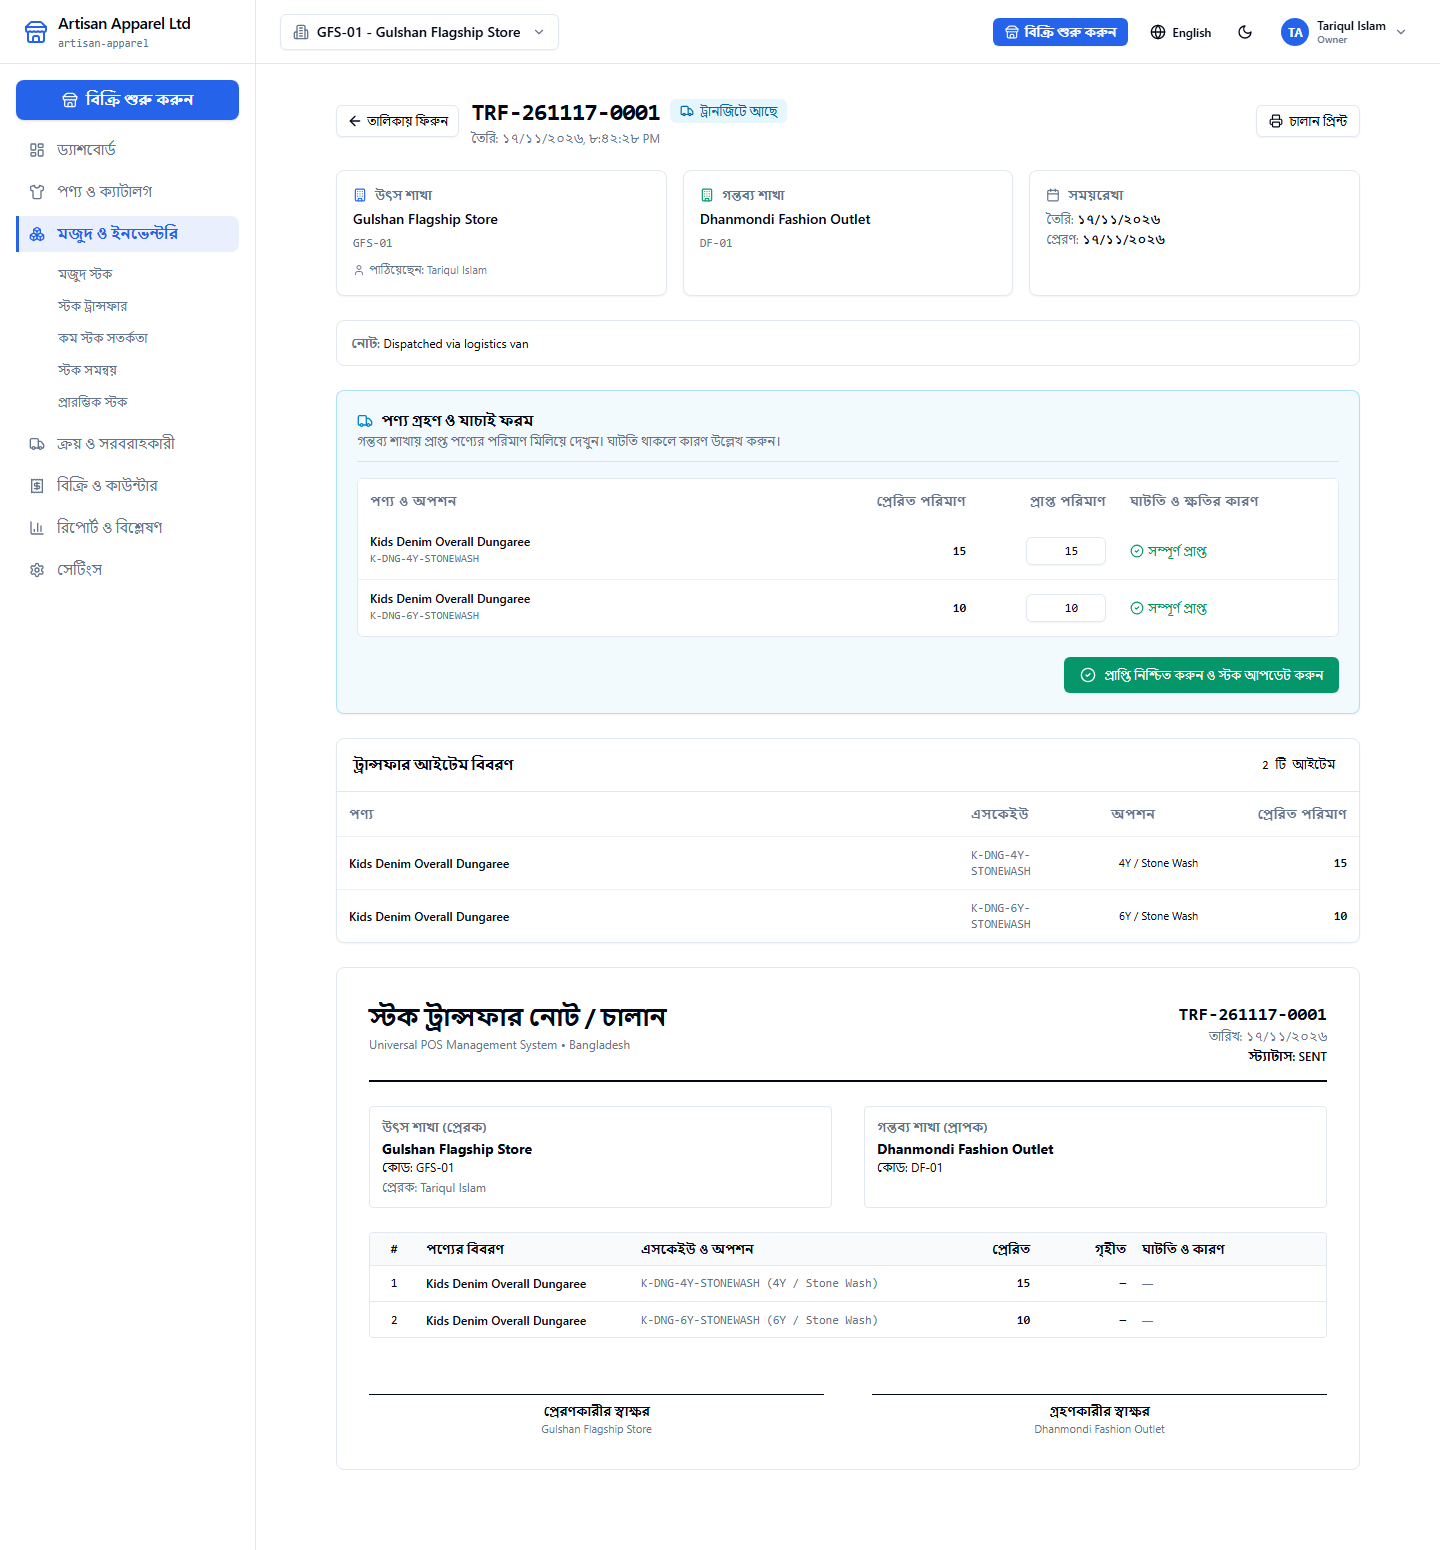 Artisan Apparel Ltd
artisan-apparel
GFS-01 - Gulshan Flagship Store
বিক্রি শুরু করুন
English
TA
Tariqul Islam
Owner
বিক্রি শুরু করুন
ড্যাশবোর্ড
পণ্য ও ক্যাটালগ
মজুদ ও ইনভেন্টরি
মজুদ স্টক
স্টক ট্রান্সফার
কম স্টক সতর্কতা
স্টক সমন্বয়
প্রারম্ভিক স্টক
ক্রয় ও সরবরাহকারী
বিক্রি ও কাউন্টার
রিপোর্ট ও বিশ্লেষণ
সেটিংস
তালিকায় ফিরুন
TRF-261117-0001
ট্রানজিটে আছে
তৈরি: ১৭/১১/২০২৬, ৮:৪২:২৮ PM
চালান প্রিন্ট
উৎস শাখা
Gulshan Flagship Store
GFS-01
পাঠিয়েছেন: Tariqul Islam
গন্তব্য শাখা
Dhanmondi Fashion Outlet
DF-01
সময়রেখা
তৈরি: ১৭/১১/২০২৬
প্রেরণ: ১৭/১১/২০২৬
নোট: Dispatched via logistics van
পণ্য গ্রহণ ও যাচাই ফরম
গন্তব্য শাখায় প্রাপ্ত পণ্যের পরিমাণ মিলিয়ে দেখুন। ঘাটতি থাকলে কারণ উল্লেখ করুন।
পণ্য ও অপশন প্রেরিত পরিমাণ প্রাপ্ত পরিমাণ ঘাটতি ও ক্ষতির কারণ
Kids Denim Overall Dungaree
K-DNG-4Y-STONEWASH
15 15 সম্পূর্ণ প্রাপ্ত
Kids Denim Overall Dungaree
K-DNG-6Y-STONEWASH
10 10 সম্পূর্ণ প্রাপ্ত
প্রাপ্তি নিশ্চিত করুন ও স্টক আপডেট করুন
ট্রান্সফার আইটেম বিবরণ
2 টি আইটেম
পণ্য এসকেইউ অপশন প্রেরিত পরিমাণ
Kids Denim Overall Dungaree K-DNG-4Y-STONEWASH 4Y / Stone Wash 15
Kids Denim Overall Dungaree K-DNG-6Y-STONEWASH 6Y / Stone Wash 10
স্টক ট্রান্সফার নোট / চালান
Universal POS Management System • Bangladesh
TRF-261117-0001
তারিখ: ১৭/১১/২০২৬
স্ট্যাটাস: SENT
উৎস শাখা (প্রেরক)
Gulshan Flagship Store
কোড: GFS-01
প্রেরক: Tariqul Islam
গন্তব্য শাখা (প্রাপক)
Dhanmondi Fashion Outlet
কোড: DF-01
# পণ্যের বিবরণ এসকেইউ ও অপশন প্রেরিত গৃহীত ঘাটতি ও কারণ
1 Kids Denim Overall Dungaree K-DNG-4Y-STONEWASH (4Y / Stone Wash) 15 – —
2 Kids Denim Overall Dungaree K-DNG-6Y-STONEWASH (6Y / Stone Wash) 10 – —
প্রেরণকারীর স্বাক্ষর
Gulshan Flagship Store
গ্রহণকারীর স্বাক্ষর
Dhanmondi Fashion Outlet